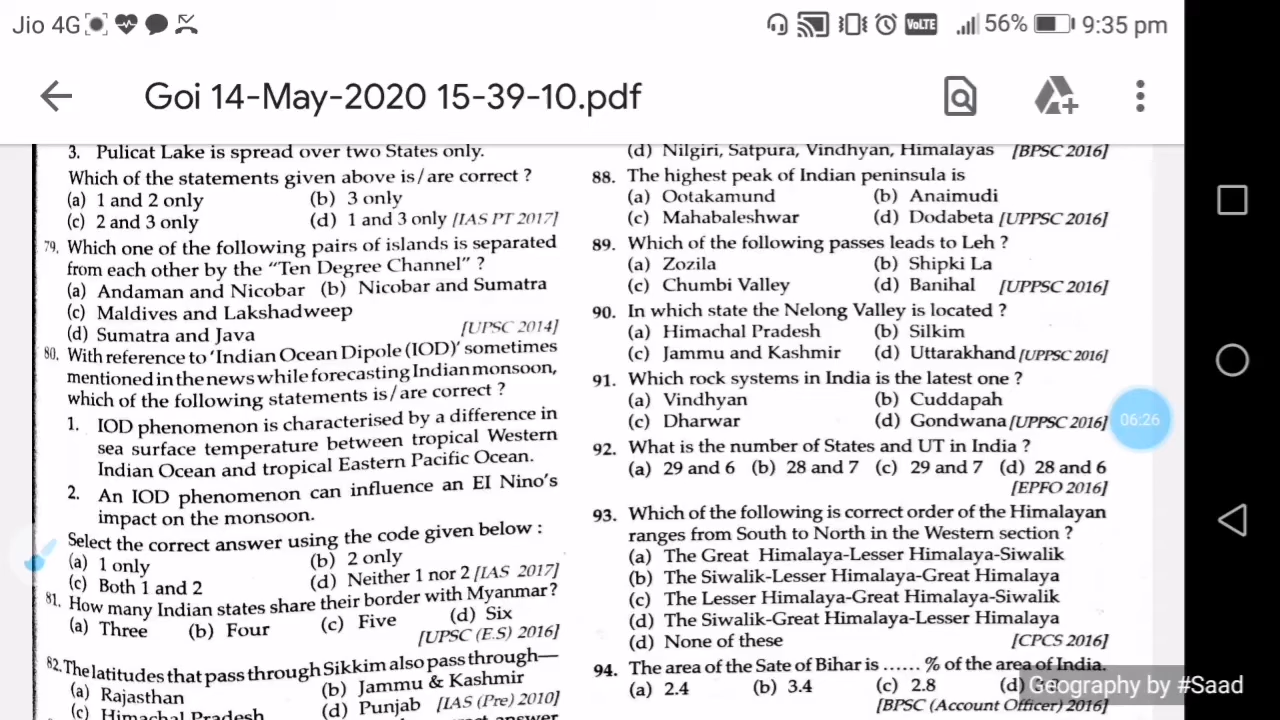 Jio 4G VoLTE 56% 9:35 pm
Goi 14-May-2020 15-39-10.pdf
3. Pulicat Lake is spread over two States only.
Which of the statements given above is/are correct ?
(a) 1 and 2 only (b) 3 only
(c) 2 and 3 only (d) 1 and 3 only [IAS PT 2017]
79. Which one of the following pairs of islands is separated
from each other by the "Ten Degree Channel" ?
(a) Andaman and Nicobar (b) Nicobar and Sumatra
(c) Maldives and Lakshadweep
(d) Sumatra and Java [UPSC 2014]
80. With reference to 'Indian Ocean Dipole (IOD)' sometimes
mentioned in the news while forecasting Indian monsoon,
which of the following statements is/are correct ?
1. IOD phenomenon is characterised by a difference in
sea surface temperature between tropical Western
Indian Ocean and tropical Eastern Pacific Ocean.
2. An IOD phenomenon can influence an EI Nino's
impact on the monsoon.
Select the correct answer using the code given below :
(a) 1 only (b) 2 only
(c) Both 1 and 2 (d) Neither 1 nor 2 [IAS 2017]
81. How many Indian states share their border with Myanmar?
(a) Three (b) Four (c) Five (d) Six
[UPSC (E.S) 2016]
82. The latitudes that pass through Sikkim also pass through—
(a) Rajasthan (b) Jammu & Kashmir
(c) Himachal Pradesh (d) Punjab [IAS (Pre) 2010]
answer
(d) Nilgiri, Satpura, Vindhyan, Himalayas [BPSC 2016]
88. The highest peak of Indian peninsula is
(a) Ootakamund (b) Anaimudi
(c) Mahabaleshwar (d) Dodabeta [UPPSC 2016]
89. Which of the following passes leads to Leh ?
(a) Zozila (b) Shipki La
(c) Chumbi Valley (d) Banihal [UPPSC 2016]
90. In which state the Nelong Valley is located ?
(a) Himachal Pradesh (b) Silkim
(c) Jammu and Kashmir (d) Uttarakhand [UPPSC 2016]
91. Which rock systems in India is the latest one ?
(a) Vindhyan (b) Cuddapah
(c) Dharwar (d) Gondwana [UPPSC 2016]
06:26
92. What is the number of States and UT in India ?
(a) 29 and 6 (b) 28 and 7 (c) 29 and 7 (d) 28 and 6
[EPFO 2016]
93. Which of the following is correct order of the Himalayan
ranges from South to North in the Western section ?
(a) The Great Himalaya-Lesser Himalaya-Siwalik
(b) The Siwalik-Lesser Himalaya-Great Himalaya
(c) The Lesser Himalaya-Great Himalaya-Siwalik
(d) The Siwalik-Great Himalaya-Lesser Himalaya
(d) None of these [CPCS 2016]
94. The area of the Sate of Bihar is ...... % of the area of India.
(a) 2.4 (b) 3.4 (c) 2.8 (d)
[BPSC (Account Officer) 2016]
Geography by #Saad